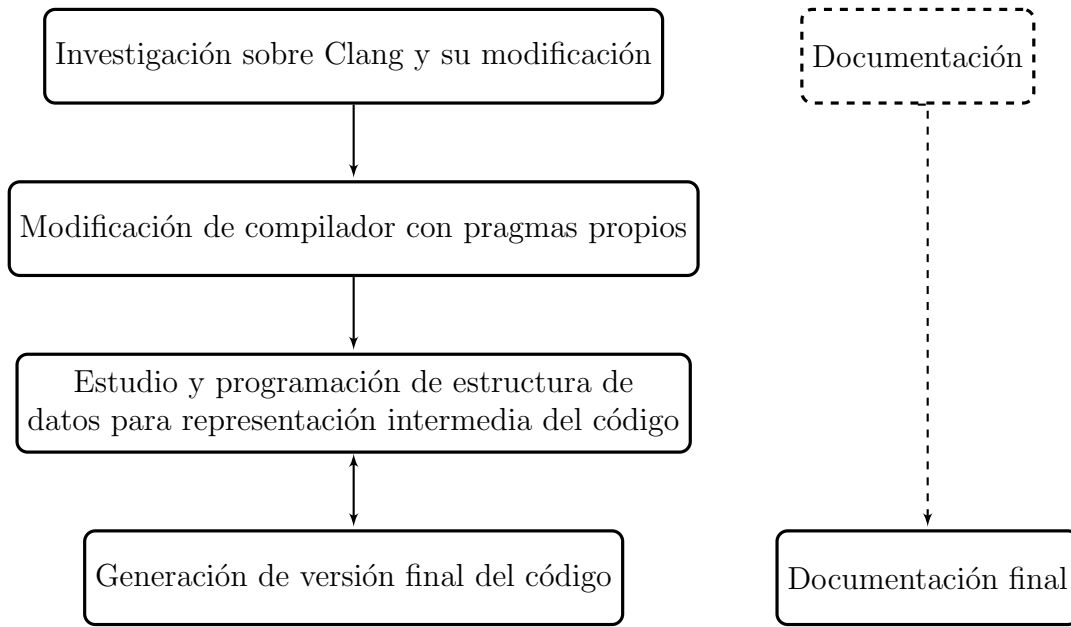 Investigación sobre Clang y su modificación
Documentación
Modificación de compilador con pragmas propios
Estudio y programación de estructura de
datos para representación intermedia del código
Generación de versión final del código
Documentación final